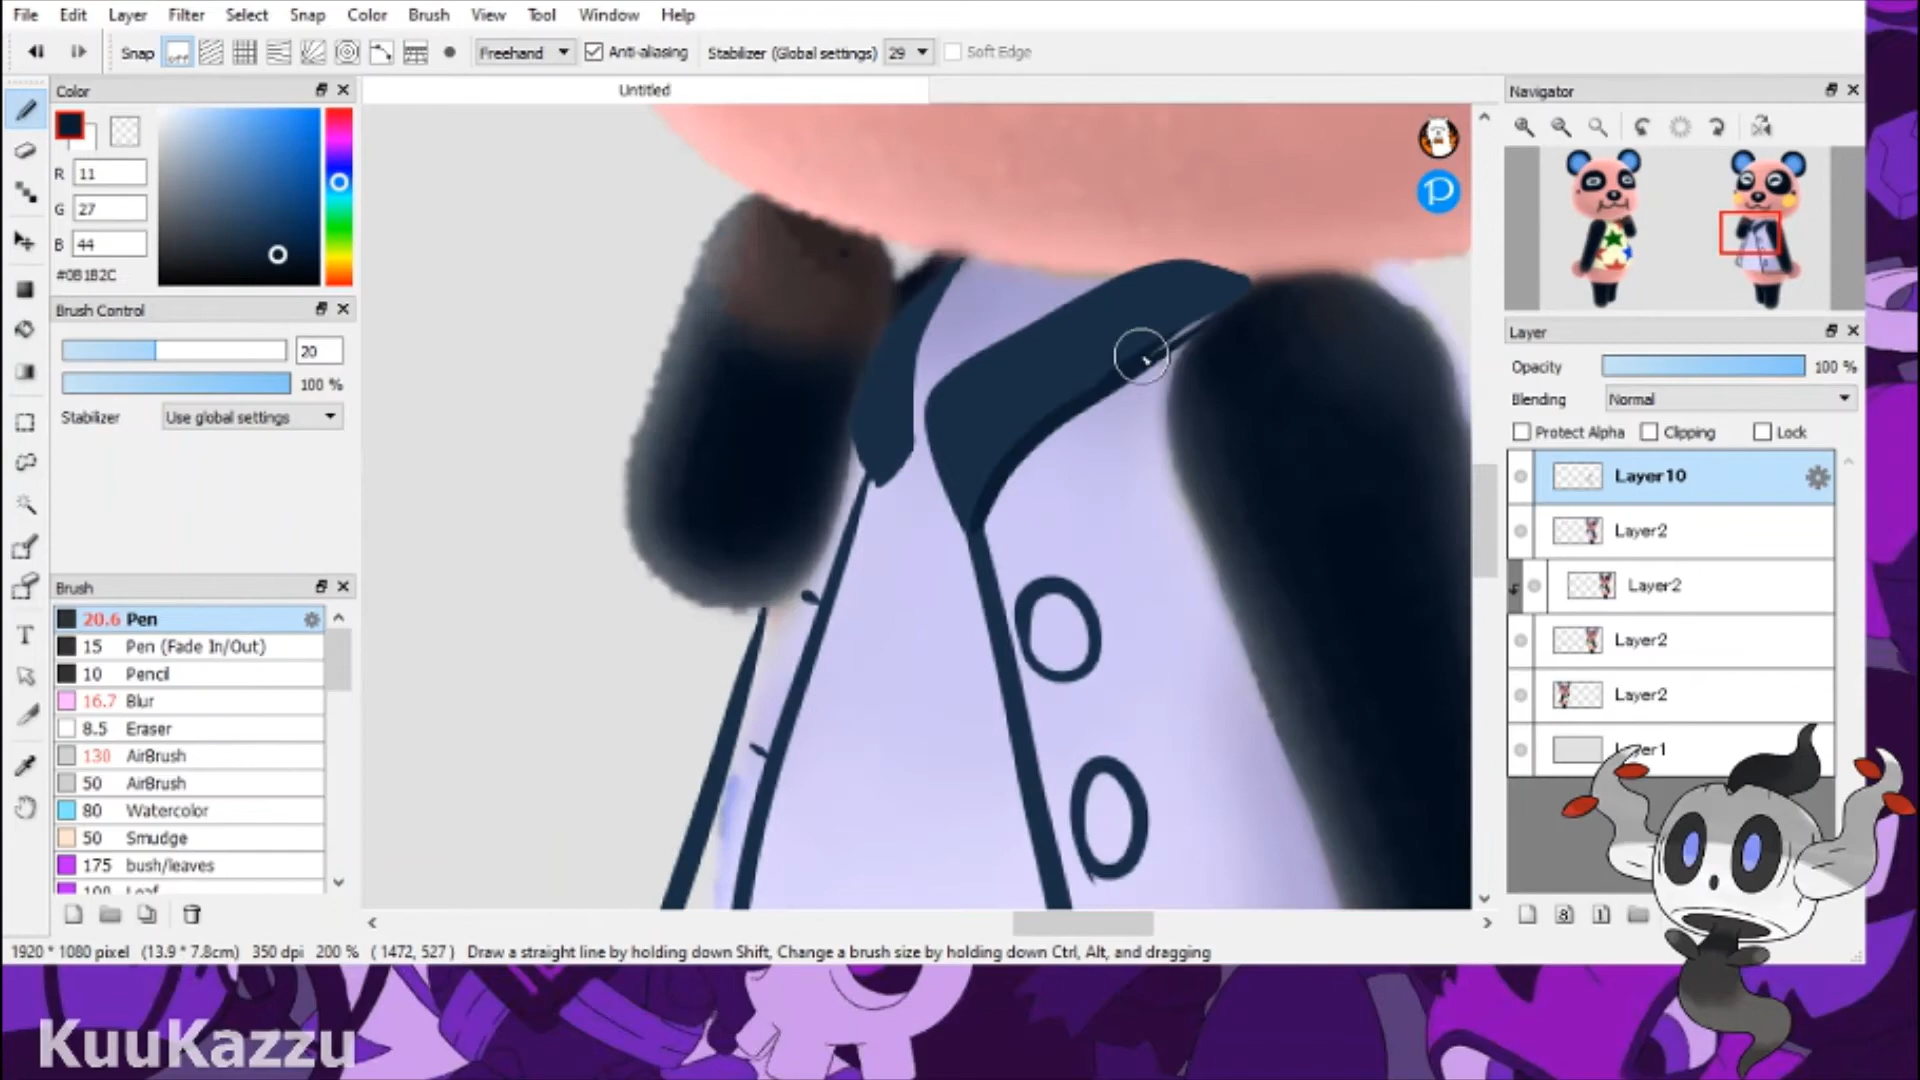 File Edit Layer Filter Select Snap Color Brush View Tool Window Help
Snap off Freehand Anti-aliasing Stabilizer (Global settings) 29 Soft Edge
Color
Untitled
Navigator
R 11
G 27
B 44
#0B1B2C
Brush Control
20
100 %
Stabilizer Use global settings
Brush
20.6 Pen
15 Pen (Fade In/Out)
10 Pencil
16.7 Blur
8.5 Eraser
130 AirBrush
50 AirBrush
80 Watercolor
50 Smudge
175 bush/leaves
100 Leaf
Layer
Opacity 100 %
Blending Normal
Protect Alpha Clipping Lock
Layer10
Layer2
Layer2
Layer2
Layer2
T
8 1
1920 * 1080 pixel (13.9 * 7.8cm) 350 dpi 200 % ( 1472, 527 ) Draw a straight line by holding down Shift, Change a brush size by holding down Ctrl, Alt, and dragging
KuuKazzu